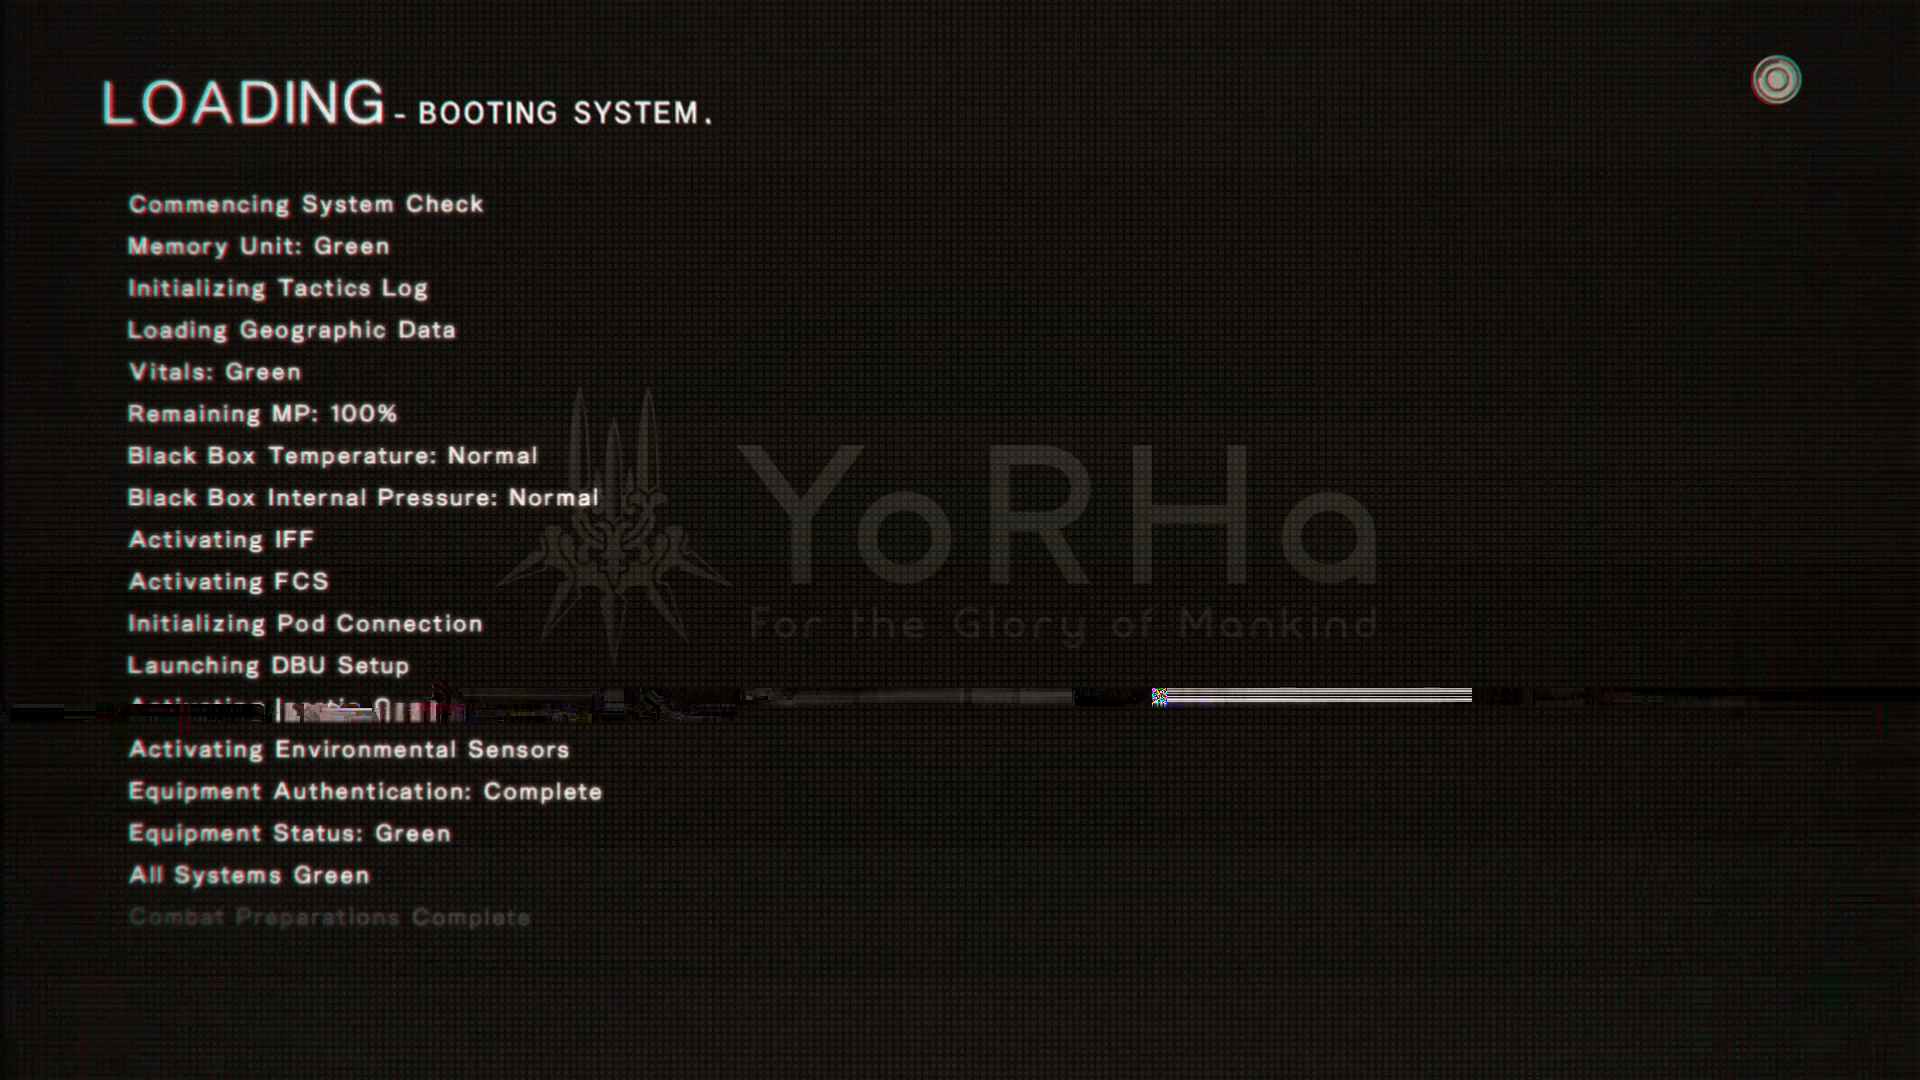 LOADING - BOOTING SYSTEM.
Commencing System Check
Memory Unit: Green
Initializing Tactics Log
Loading Geographic Data
Vitals: Green
Remaining MP: 100%
Black Box Temperature: Normal
Black Box Internal Pressure: Normal
Activating IFF
Activating FCS
Initializing Pod Connection
Launching DBU Setup
Activating
Activating Environmental Sensors
Equipment Authentication: Complete
Equipment Status: Green
All Systems Green
Combat Preparations Complete
YoRHa
For the Glory of Mankind